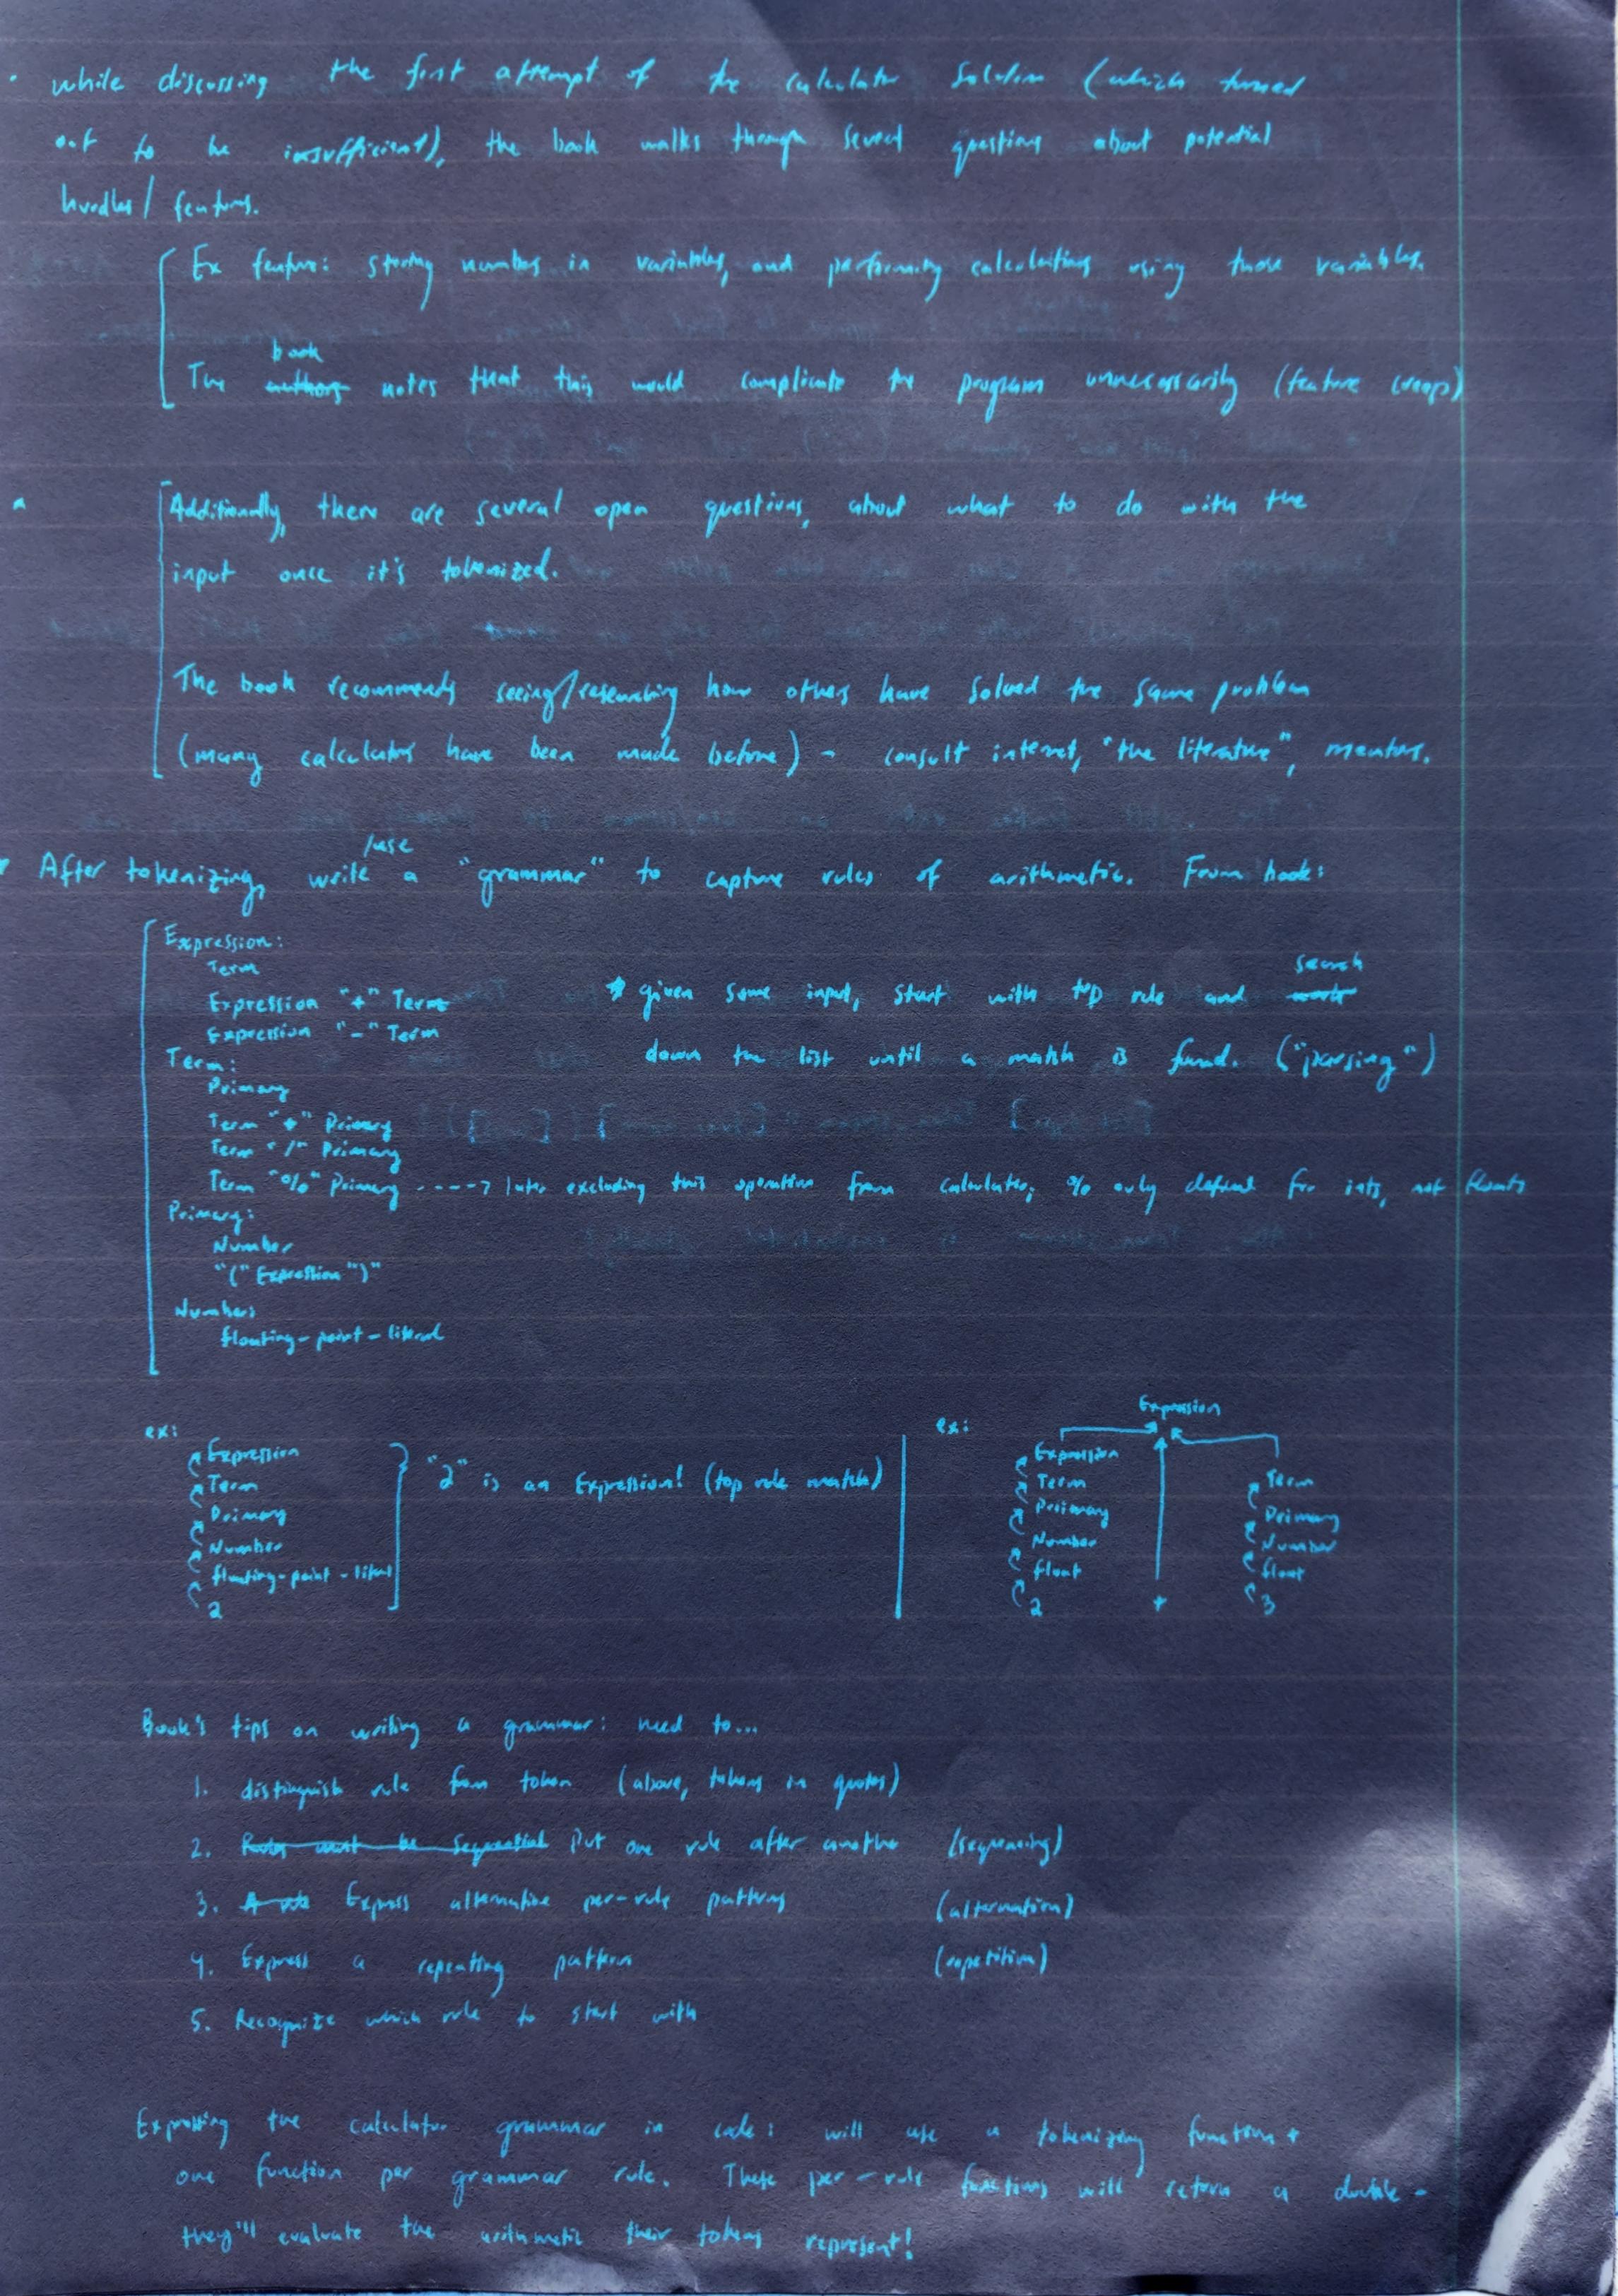 • while discussing the first attempt of the calculator solution (which turned
out to be insufficient), the book walks through several questions about potential
hurdles / features.
Ex feature: storing numbers in variables, and performing calculations using those variables.
book
The authors notes that this would complicate the program unnecessarily (feature creep)
Additionally, there are several open questions, about what to do with the
input once it's tokenized.
The book recommends seeing/researching how others have solved the same problem
(many calculators have been made before) - consult internet, "the literature", mentors.
/use
• After tokenizing, write a "grammar" to capture rules of arithmetic. From book:
Expression:
Term
Expression "+" Term
Expression "-" Term
search
* given some input, start with top rule and
down the list until a match is found. ("parsing")
Term:
Primary
Term "*" Primary
Term "/" Primary
Term "%" Primary ----> later excluding this operation from calculator; % only defined for ints, not floats
Primary:
Number
"(" Expression ")"
Number:
floating-point-literal
ex:
Expression
Term
Primary
Number
floating-point-literal
2
"2" is an Expression! (top rule match)
ex:
Expression
Expression
Term
Primary
Number
float
2
+
Term
Primary
Number
float
3
Book's tips on writing a grammar: need to...
1. distinguish rule from token (above, tokens in quotes)
2. Rules must be sequential Put one rule after another (sequencing)
3. A rule Express alternative per-rule patterns (alternation)
4. Express a repeating pattern (repetition)
5. Recognize which rule to start with
Expressing the calculator grammar in code: will use a tokenizing function +
one function per grammar rule. These per-rule functions will return a double -
they'll evaluate the arithmetic their tokens represent!